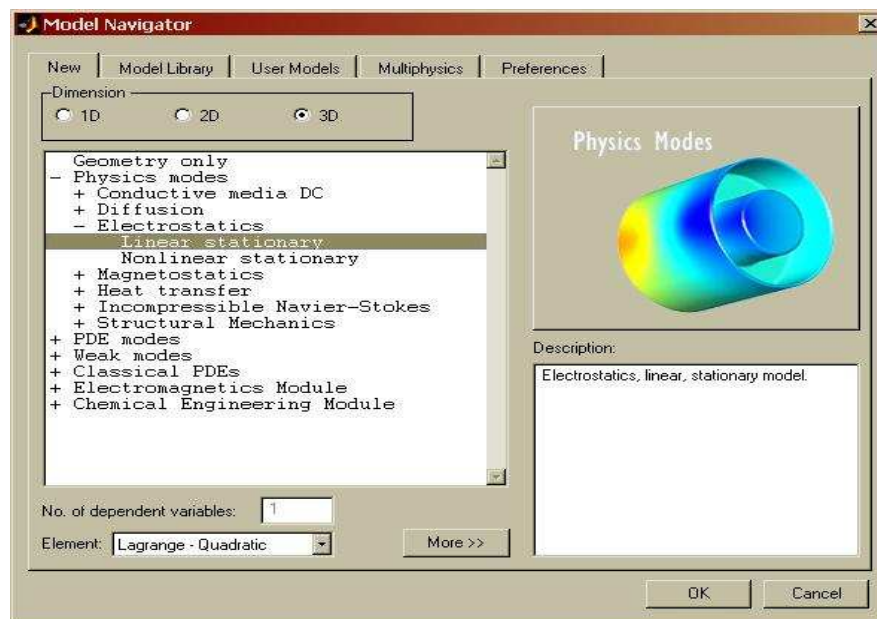 Model Navigator
New Model Library User Models Multiphysics Preferences
Dimension
1D 2D 3D
Geometry only
- Physics modes
+ Conductive media DC
+ Diffusion
- Electrostatics
Linear stationary
Nonlinear stationary
+ Magnetostatics
+ Heat transfer
+ Incompressible Navier-Stokes
+ Structural Mechanics
+ PDE modes
+ Weak modes
+ Classical PDEs
+ Electromagnetics Module
+ Chemical Engineering Module
No. of dependent variables: 1
Element: Lagrange - Quadratic
More >>
Physics Modes
Description:
Electrostatics, linear, stationary model.
OK Cancel